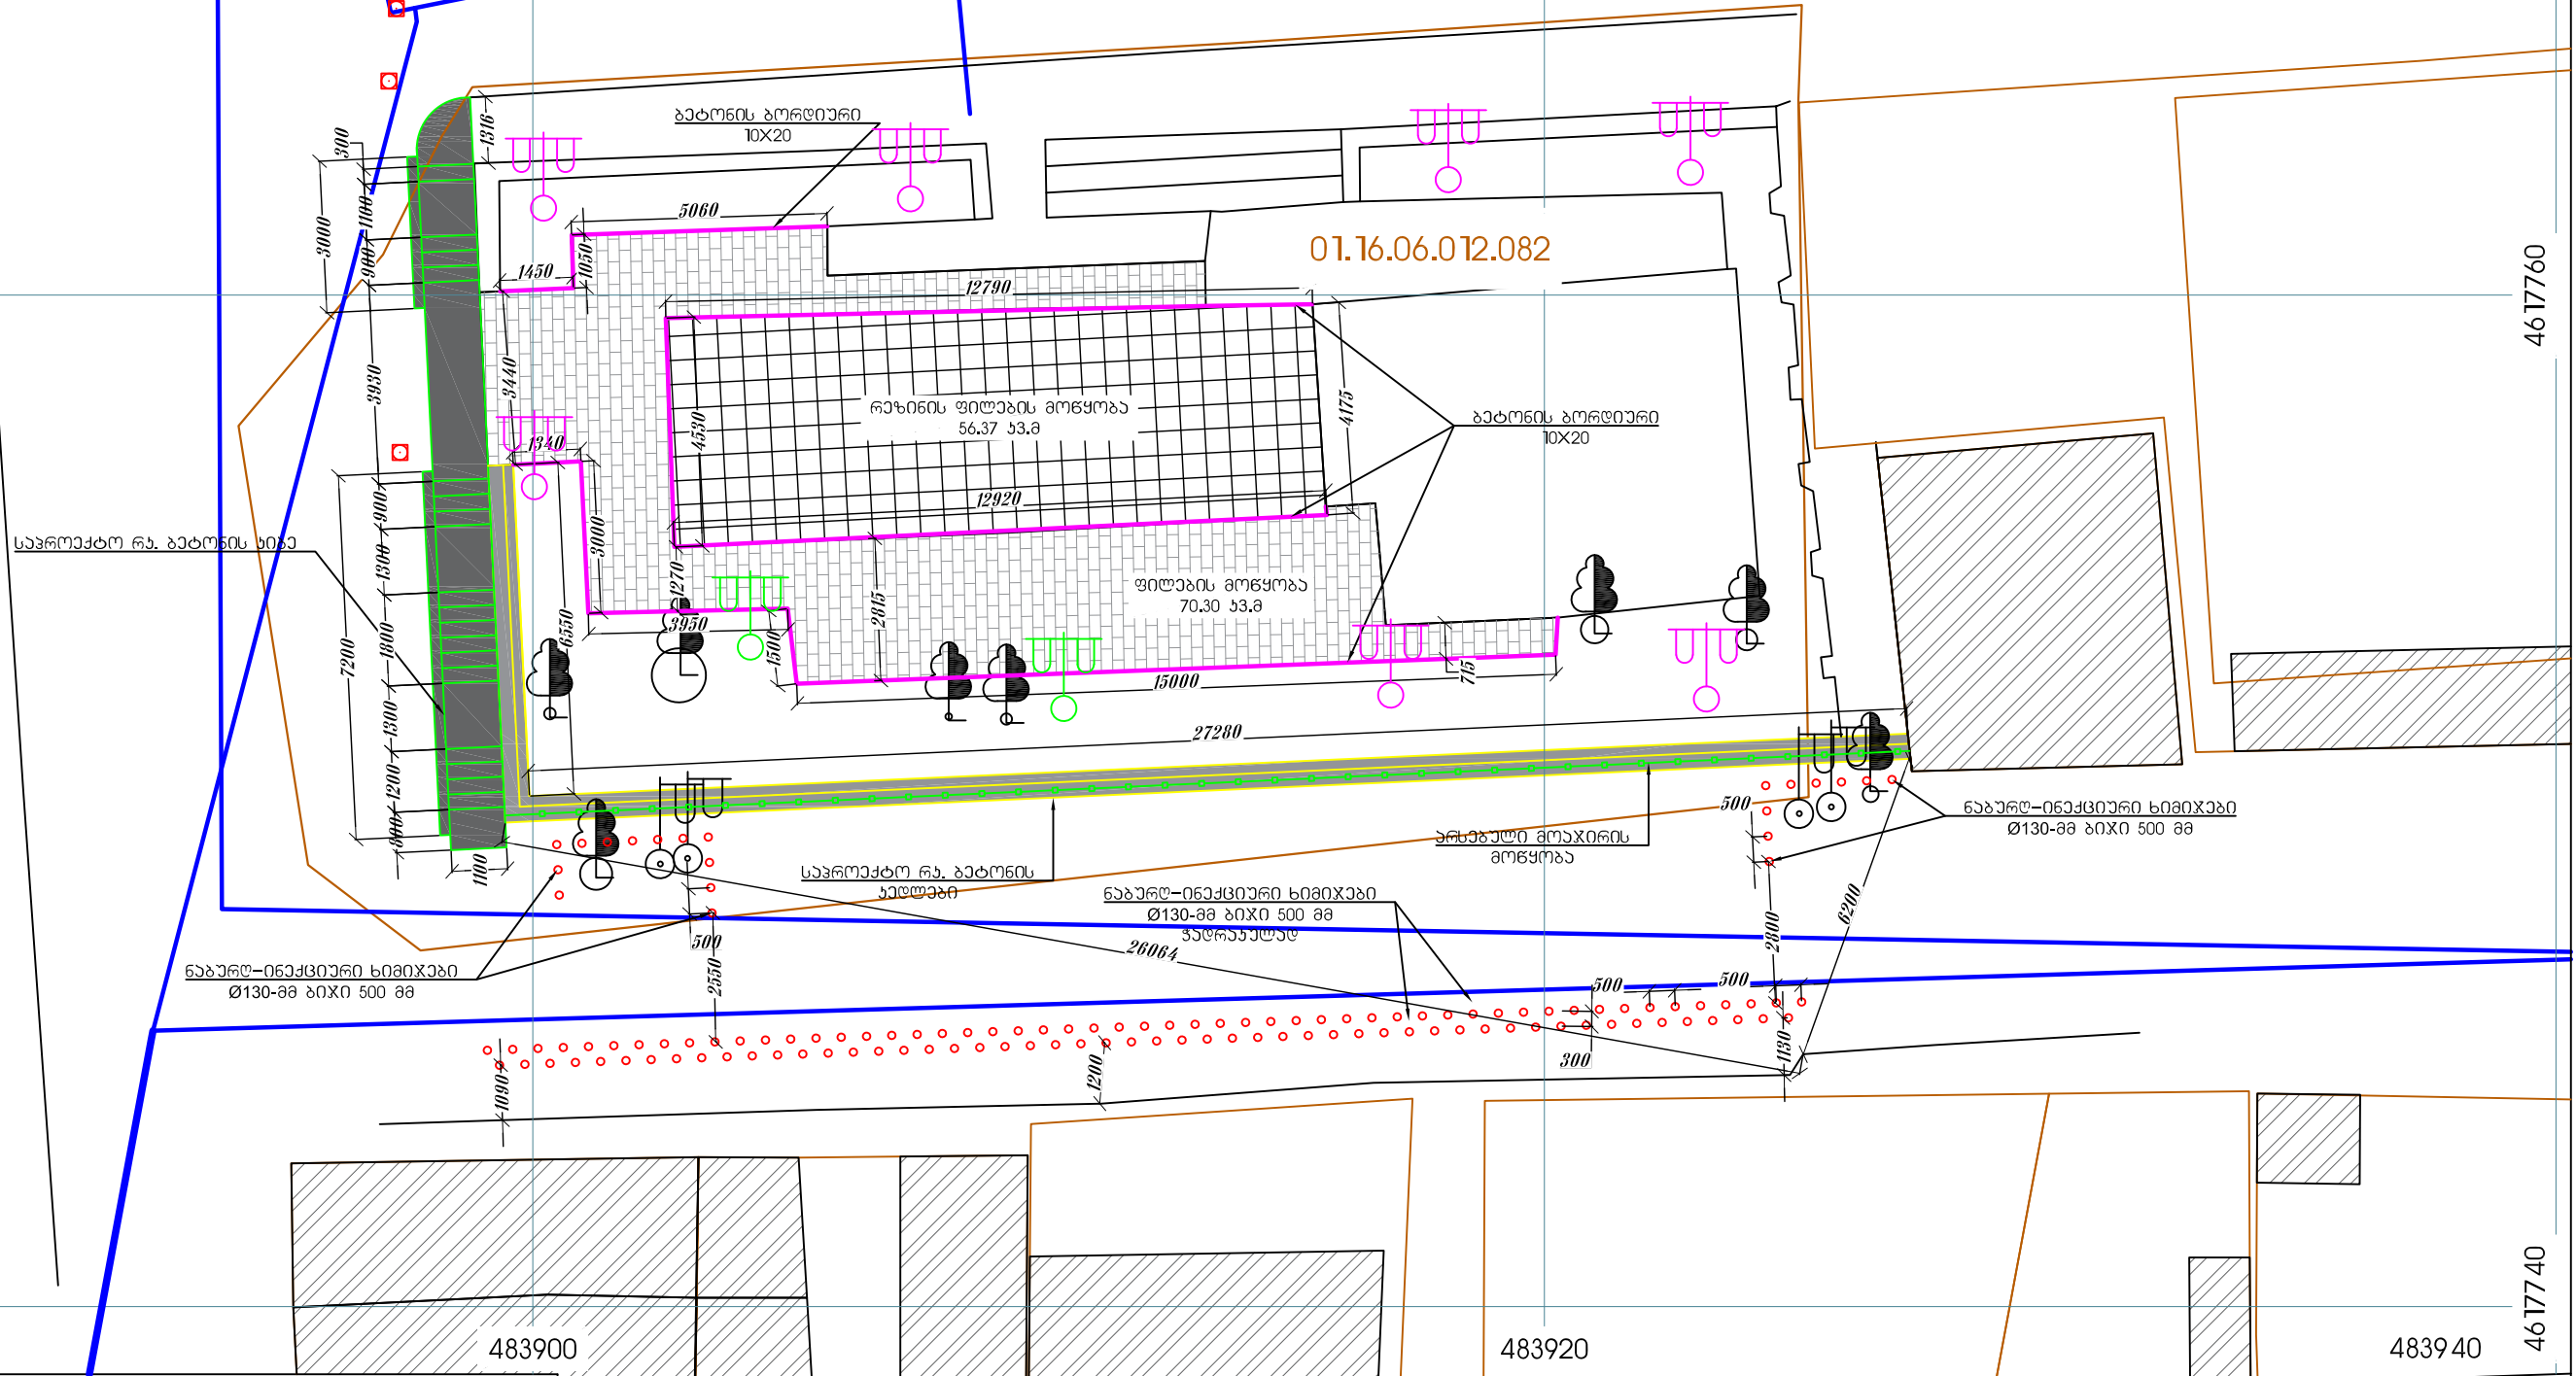 ბეტონის ბორდიური
10X20
01.16.06.012.082
4617760
300
1316
3000
1100
900
5060
1050
1450
12790
3930
3440
4530
რეზინის ფილების მოწყობა
56.37 კვ.მ
4175
ბეტონის ბორდიური
10X20
1340
12920
საპროექტო რკ. ბეტონის კიბე
7200
900
1300
1800
1300
1200
800
1100
3000
6550
1270
3950
1500
2815
ფილების მოწყობა
70.30 კვ.მ
715
15000
27280
500
ნაბურღ-ინექციური ხიმიჯები
Ø130-მმ ბიჯი 500 მმ
არსებული მოაჯირის
მოწყობა
საპროექტო რკ. ბეტონის
კედლები
ნაბურღ-ინექციური ხიმიჯები
Ø130-მმ ბიჯი 500 მმ
ჭადრაკულად
6200
2800
26064
500
2550
ნაბურღ-ინექციური ხიმიჯები
Ø130-მმ ბიჯი 500 მმ
500
500
300
1130
1200
1090
483900
483920
483940
4617740